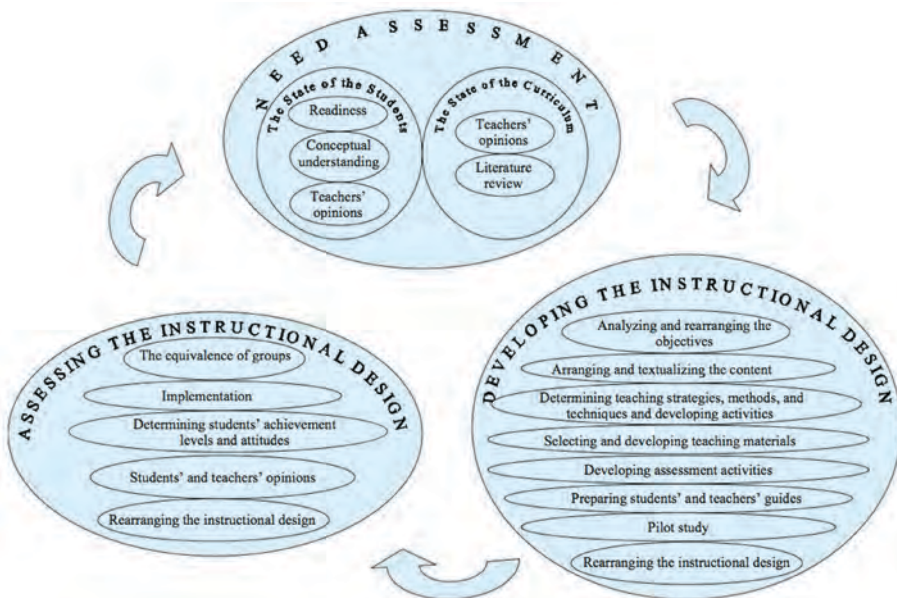 NEED ASSESSMENT
The State of the Students
Readiness
Conceptual
understanding
Teachers'
opinions
The State of the Curriculum
Teachers'
opinions
Literature
review
DEVELOPING THE INSTRUCTIONAL DESIGN
Analyzing and rearranging the
objectives
Arranging and textualizing the content
Determining teaching strategies, methods, and
techniques and developing activities
Selecting and developing teaching materials
Developing assessment activities
Preparing students' and teachers' guides
Pilot study
Rearranging the instructional design
ASSESSING THE INSTRUCTIONAL DESIGN
The equivalence of groups
Implementation
Determining students' achievement
levels and attitudes
Students' and teachers' opinions
Rearranging the instructional design